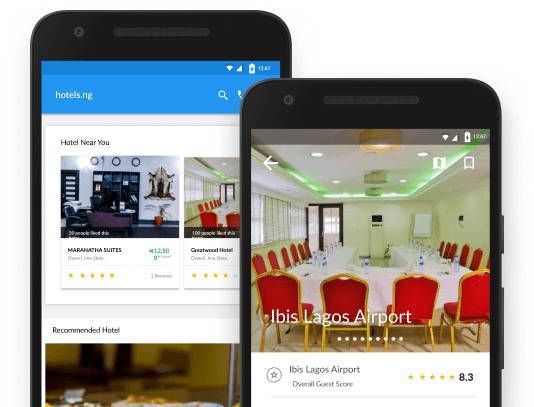 12:67
hotels.ng
Hotel Near You
20 people liked this
100 people liked this
MARANATHA SUITES
₦12,500
Owerri, Imo State.
2 Reviews
Greatwood Hotel
Owerri, Imo State.
Recommended Hotel
12:67
Ibis Lagos Airport
Ibis Lagos Airport
Overall Guest Score
8.3